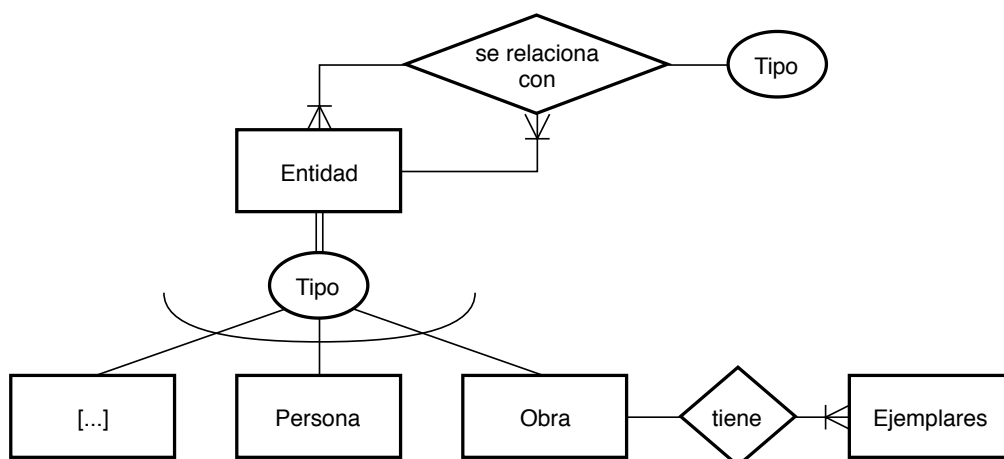 se relaciona
con
Tipo
Entidad
Tipo
[...]
Persona
Obra
tiene
Ejemplares